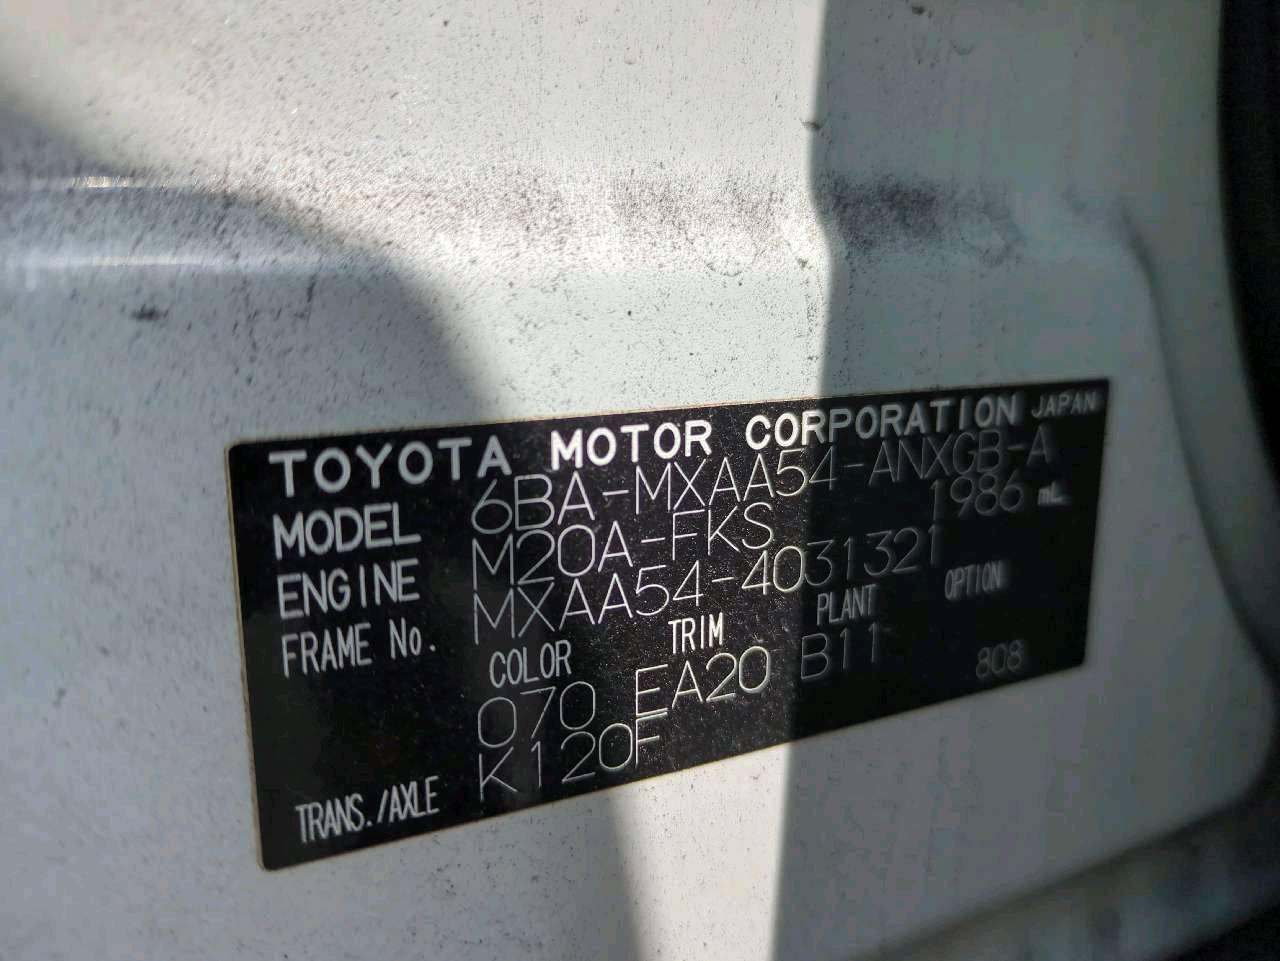 TOYOTA MOTOR CORPORATION JAPAN
MODEL 6BA-MXAA54-ANXGB-A
ENGINE M20A-FKS 1986 mL
FRAME No. MXAA54-4031321
COLOR TRIM PLANT OPTION
070 EA20 B11 808
TRANS./AXLE K120F